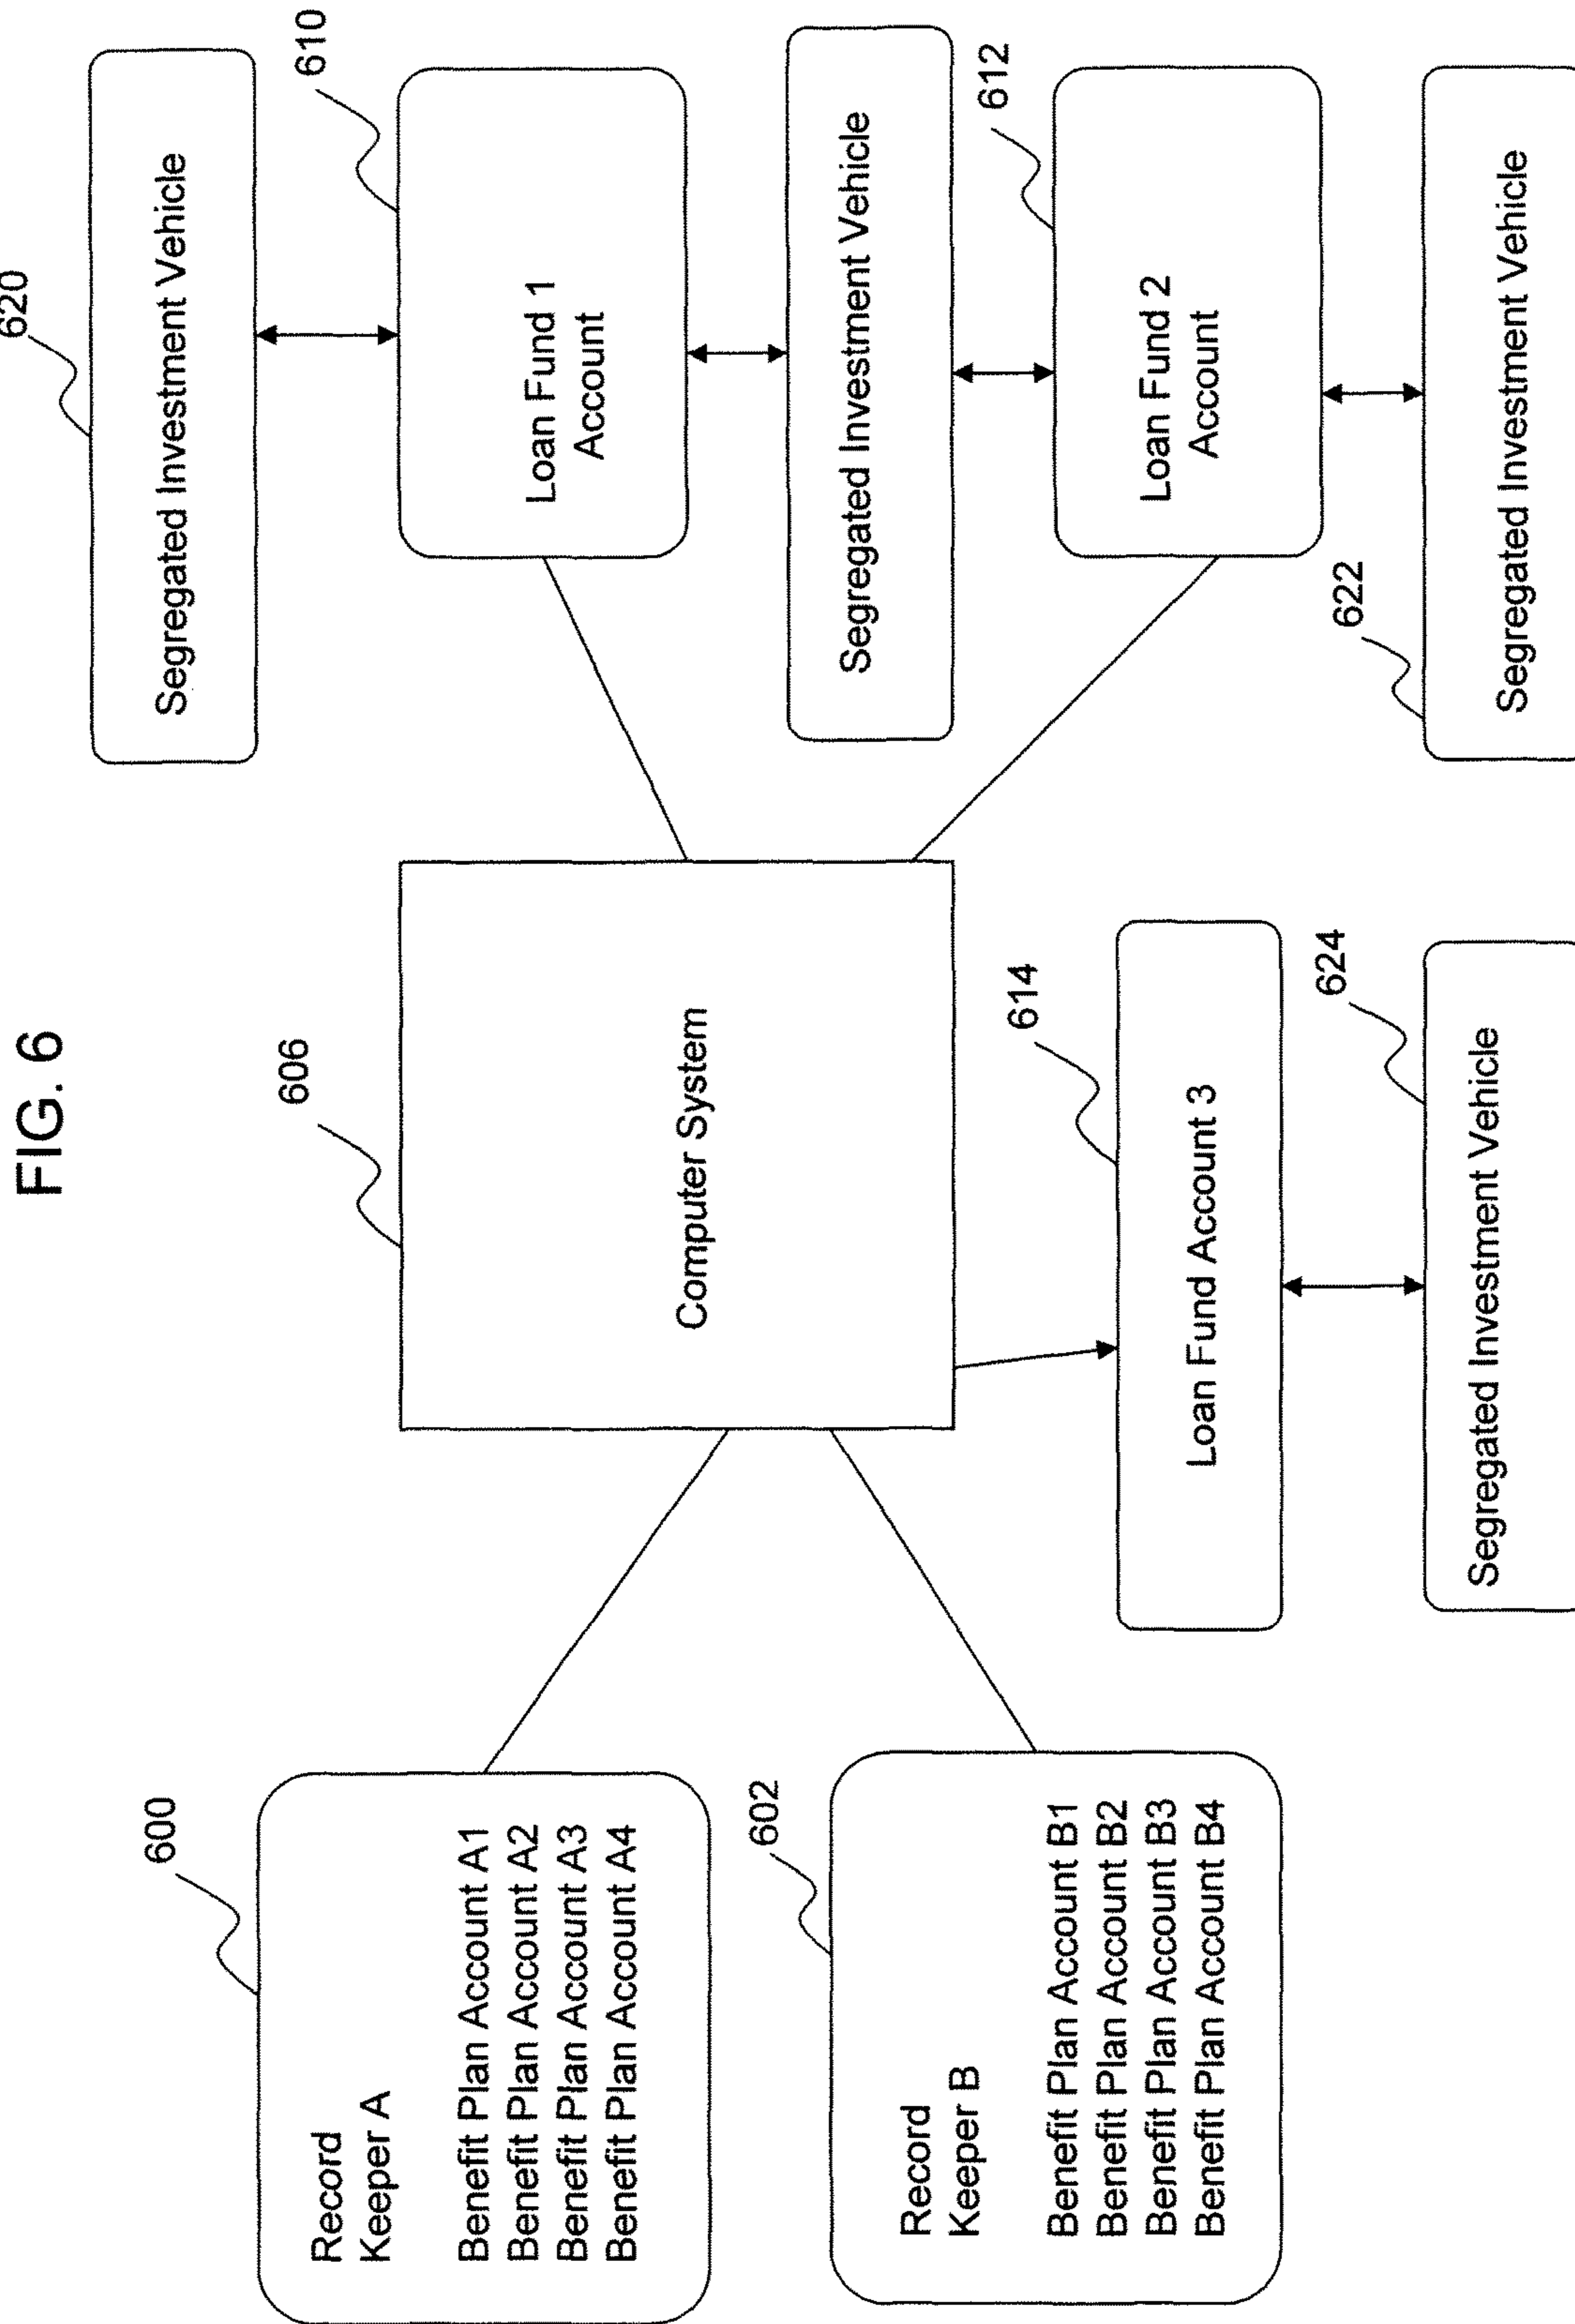 FIG. 6
600
Record
Keeper A
Benefit Plan Account A1
Benefit Plan Account A2
Benefit Plan Account A3
Benefit Plan Account A4
602
Record
Keeper B
Benefit Plan Account B1
Benefit Plan Account B2
Benefit Plan Account B3
Benefit Plan Account B4
606
Computer System
614
Loan Fund Account 3
624
Segregated Investment Vehicle
620
Segregated Investment Vehicle
610
Loan Fund 1
Account
Segregated Investment Vehicle
612
Loan Fund 2
Account
622
Segregated Investment Vehicle